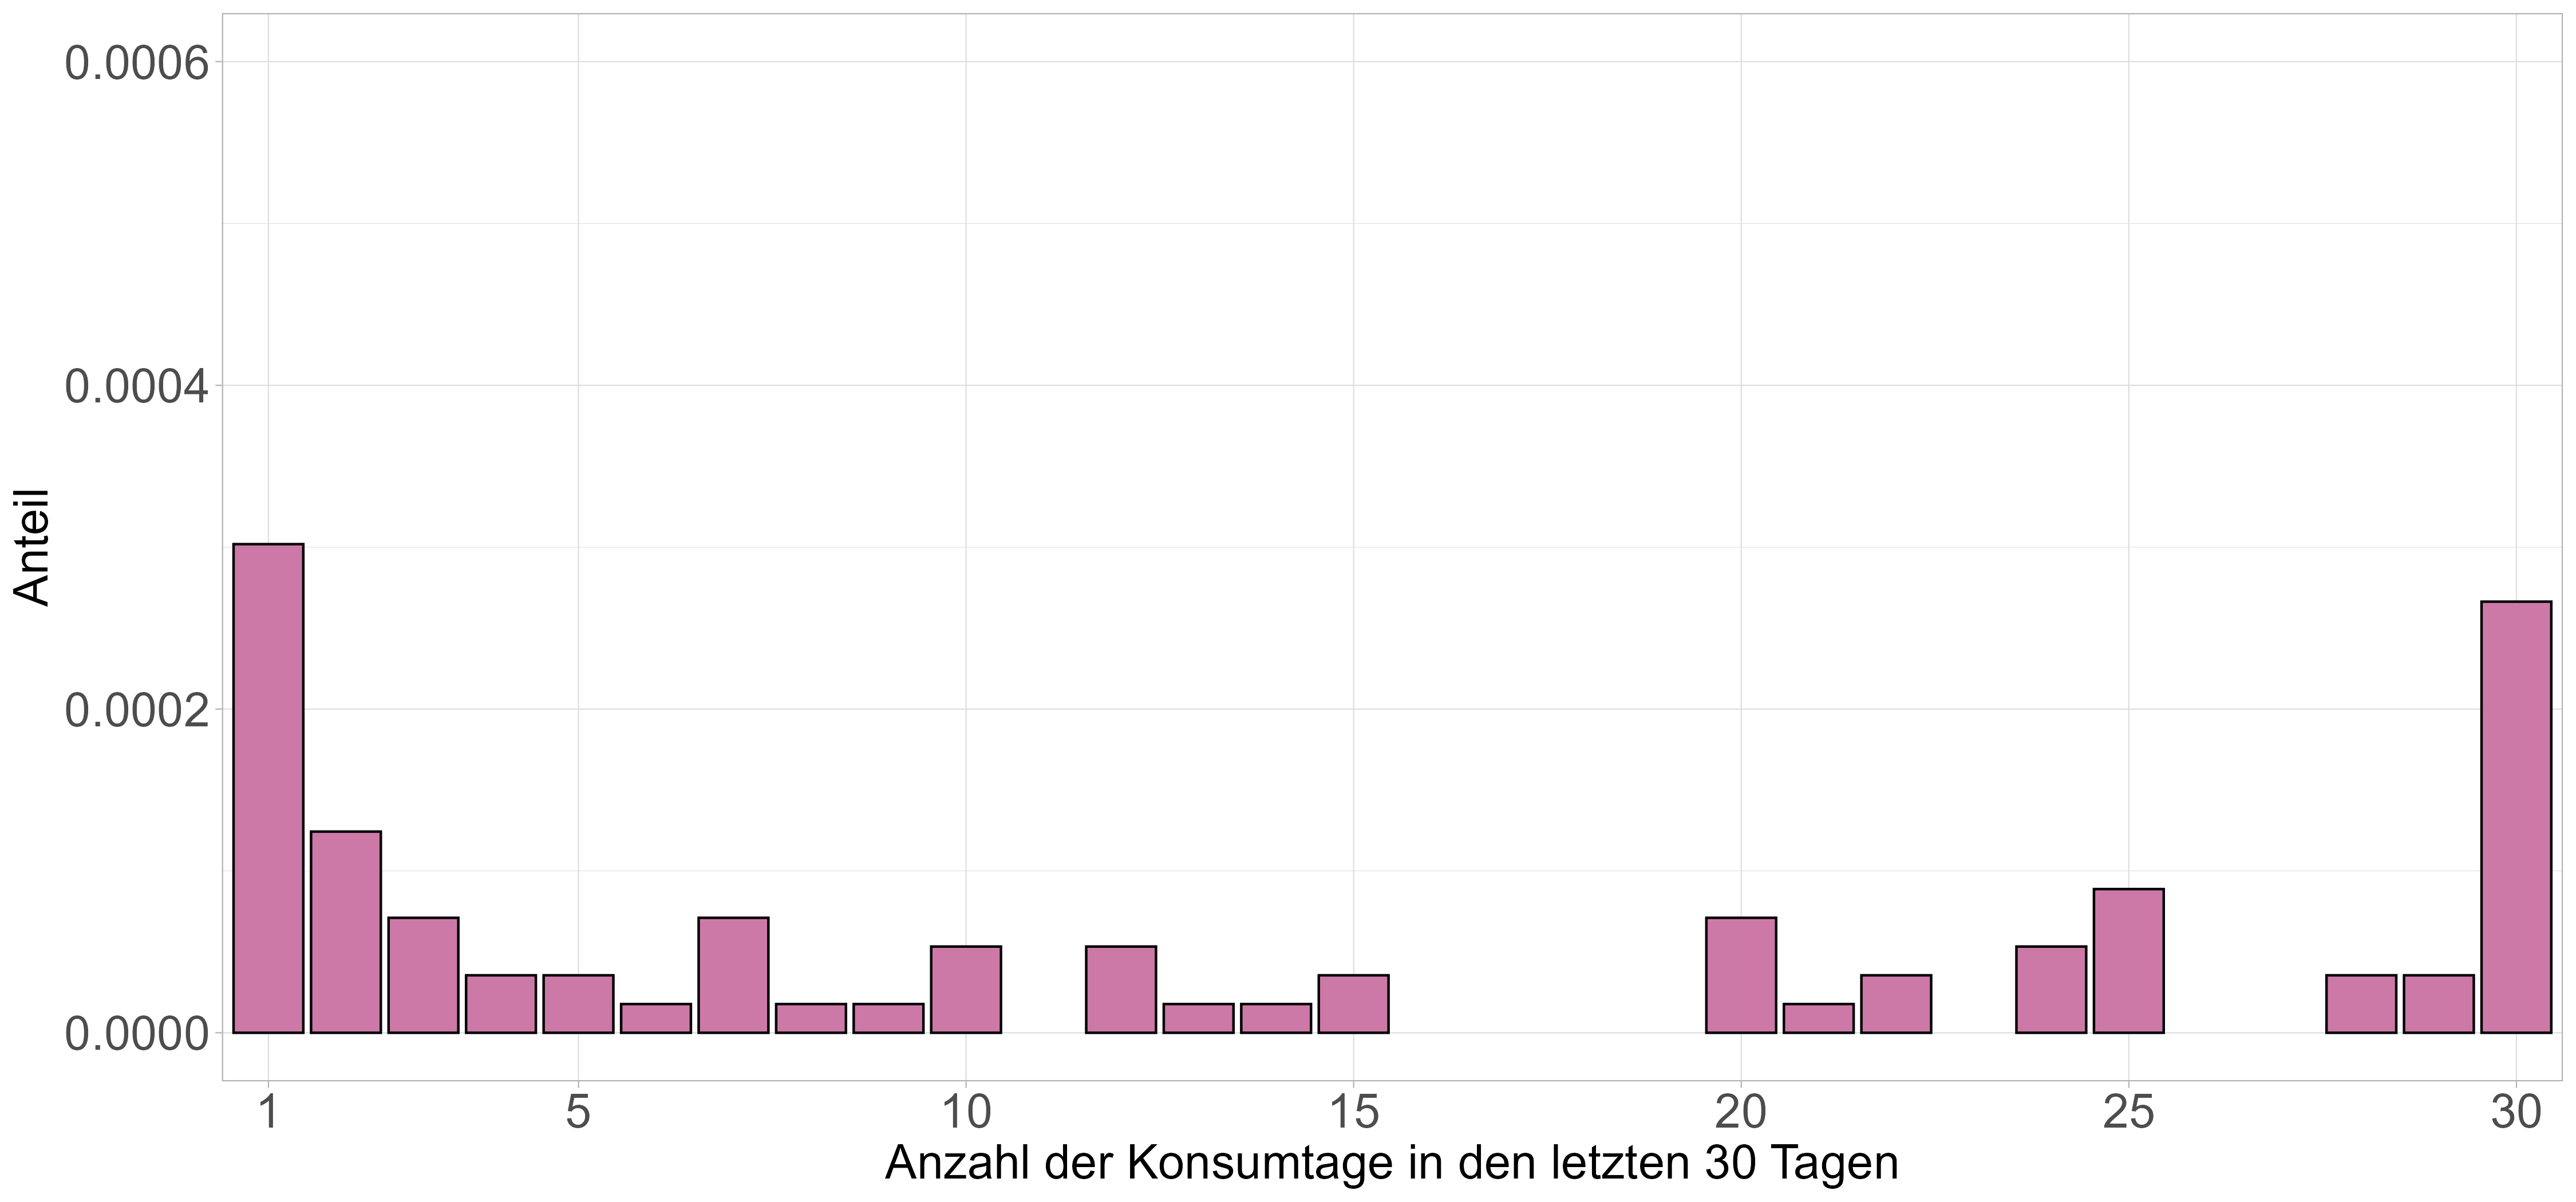 Anteil
0.0006
0.0004
0.0002
0.0000
1 5 10 15 20 25 30
Anzahl der Konsumtage in den letzten 30 Tagen